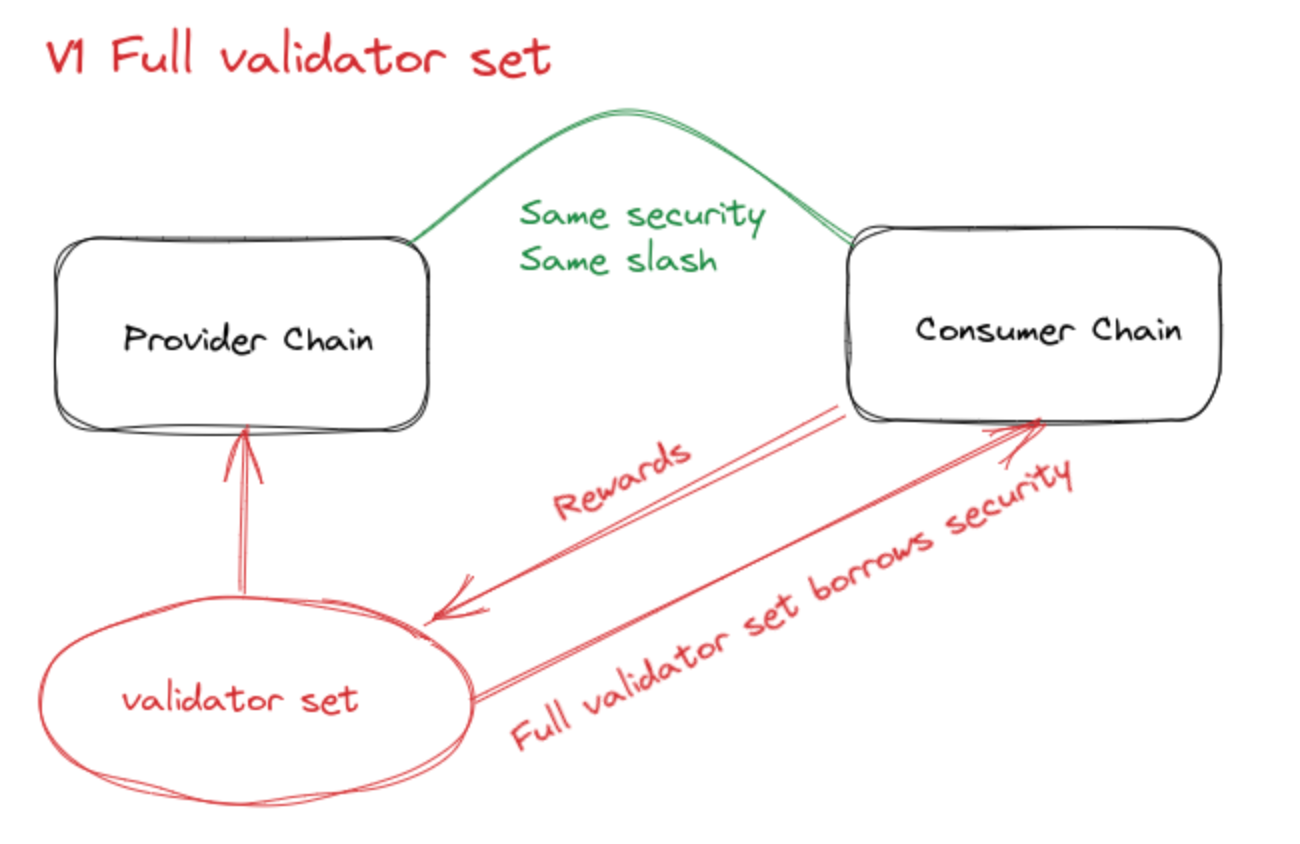 V1 Full validator set
Same security
Same slash
Provider Chain
Consumer Chain
Rewards
Full validator set borrows security
validator set